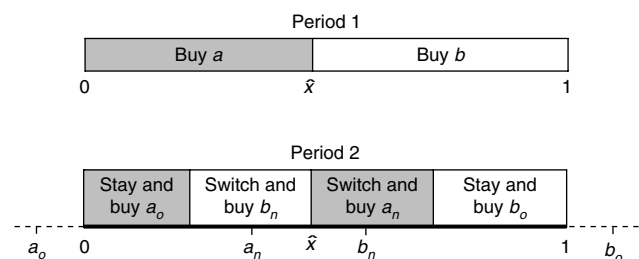 Period 1
Buy a Buy b
0 x̂ 1
Period 2
Stay and Switch and Switch and Stay and
buy aₒ buy bₙ buy aₙ buy bₒ
aₒ 0 aₙ x̂ bₙ 1 bₒ